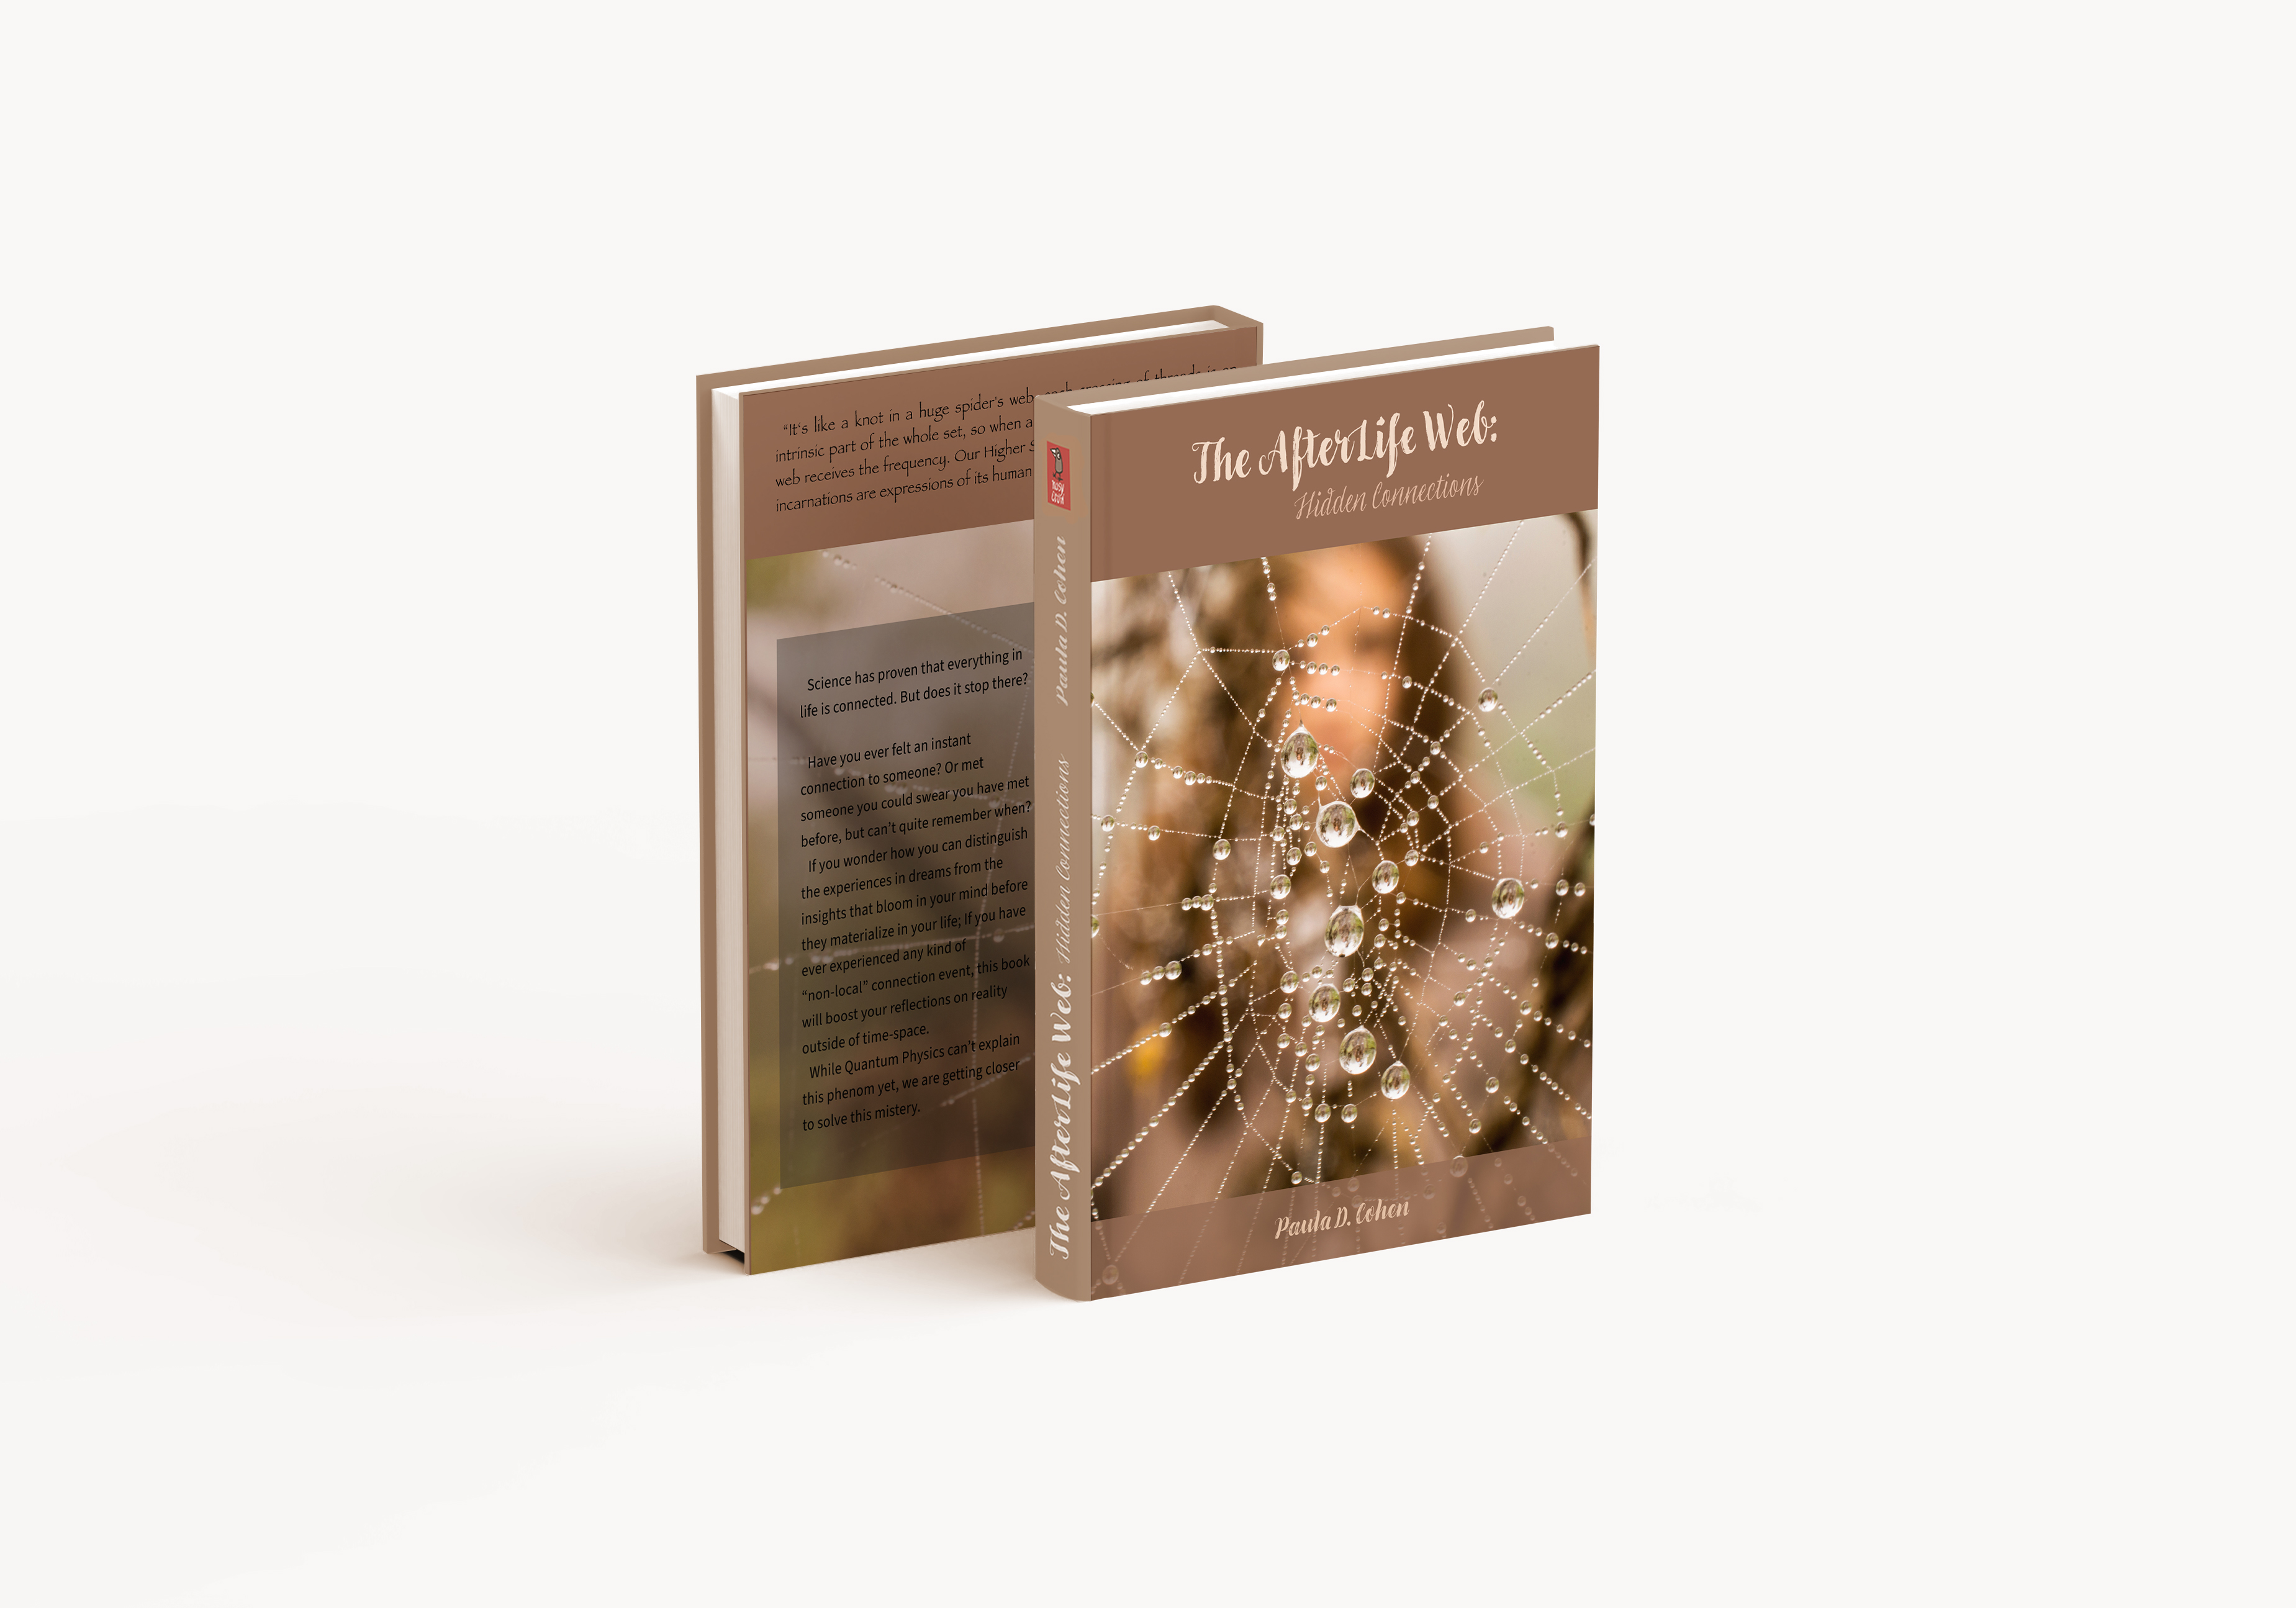 “It's like a knot in a huge spider's web, each crossing of threads is an
intrinsic part of the whole set, so when a
web receives the frequency. Our Higher
incarnations are expressions of its human
Science has proven that everything in
life is connected. But does it stop there?
Have you ever felt an instant
connection to someone? Or met
someone you could swear you have met
before, but can't quite remember when?
If you wonder how you can distinguish
the experiences in dreams from the
insights that bloom in your mind before
they materialize in your life; If you have
ever experienced any kind of
“non-local” connection event, this book
will boost your reflections on reality
outside of time-space.
While Quantum Physics can't explain
this phenom yet, we are getting closer
to solve this mistery.
The AfterLife Web: Hidden Connections Paula D. Cohen
The AfterLife Web:
Hidden Connections
Paula D. Cohen